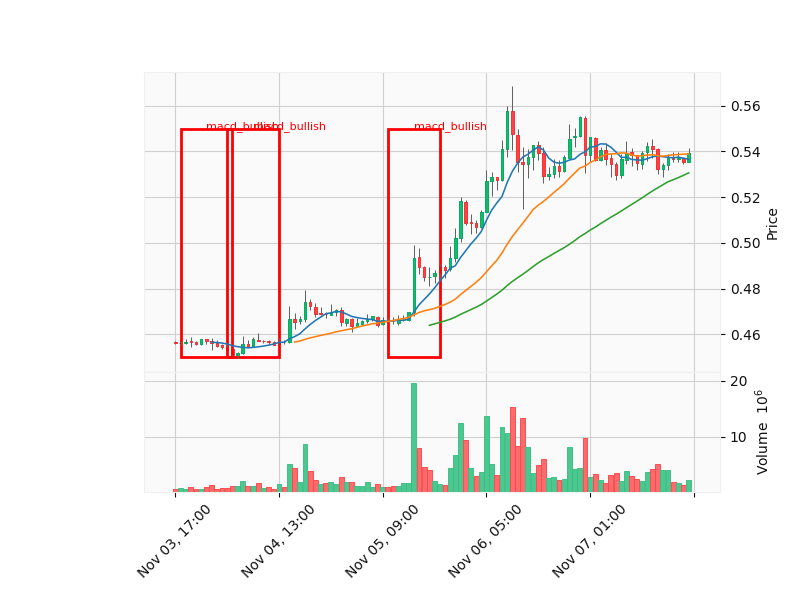 macd_bullish
macd_bullish
macd_bullish
0.56
0.54
0.52
0.50
0.48
0.46
Price
20
10
Volume 10^6
Nov 03, 17:00
Nov 04, 13:00
Nov 05, 09:00
Nov 06, 05:00
Nov 07, 01:00